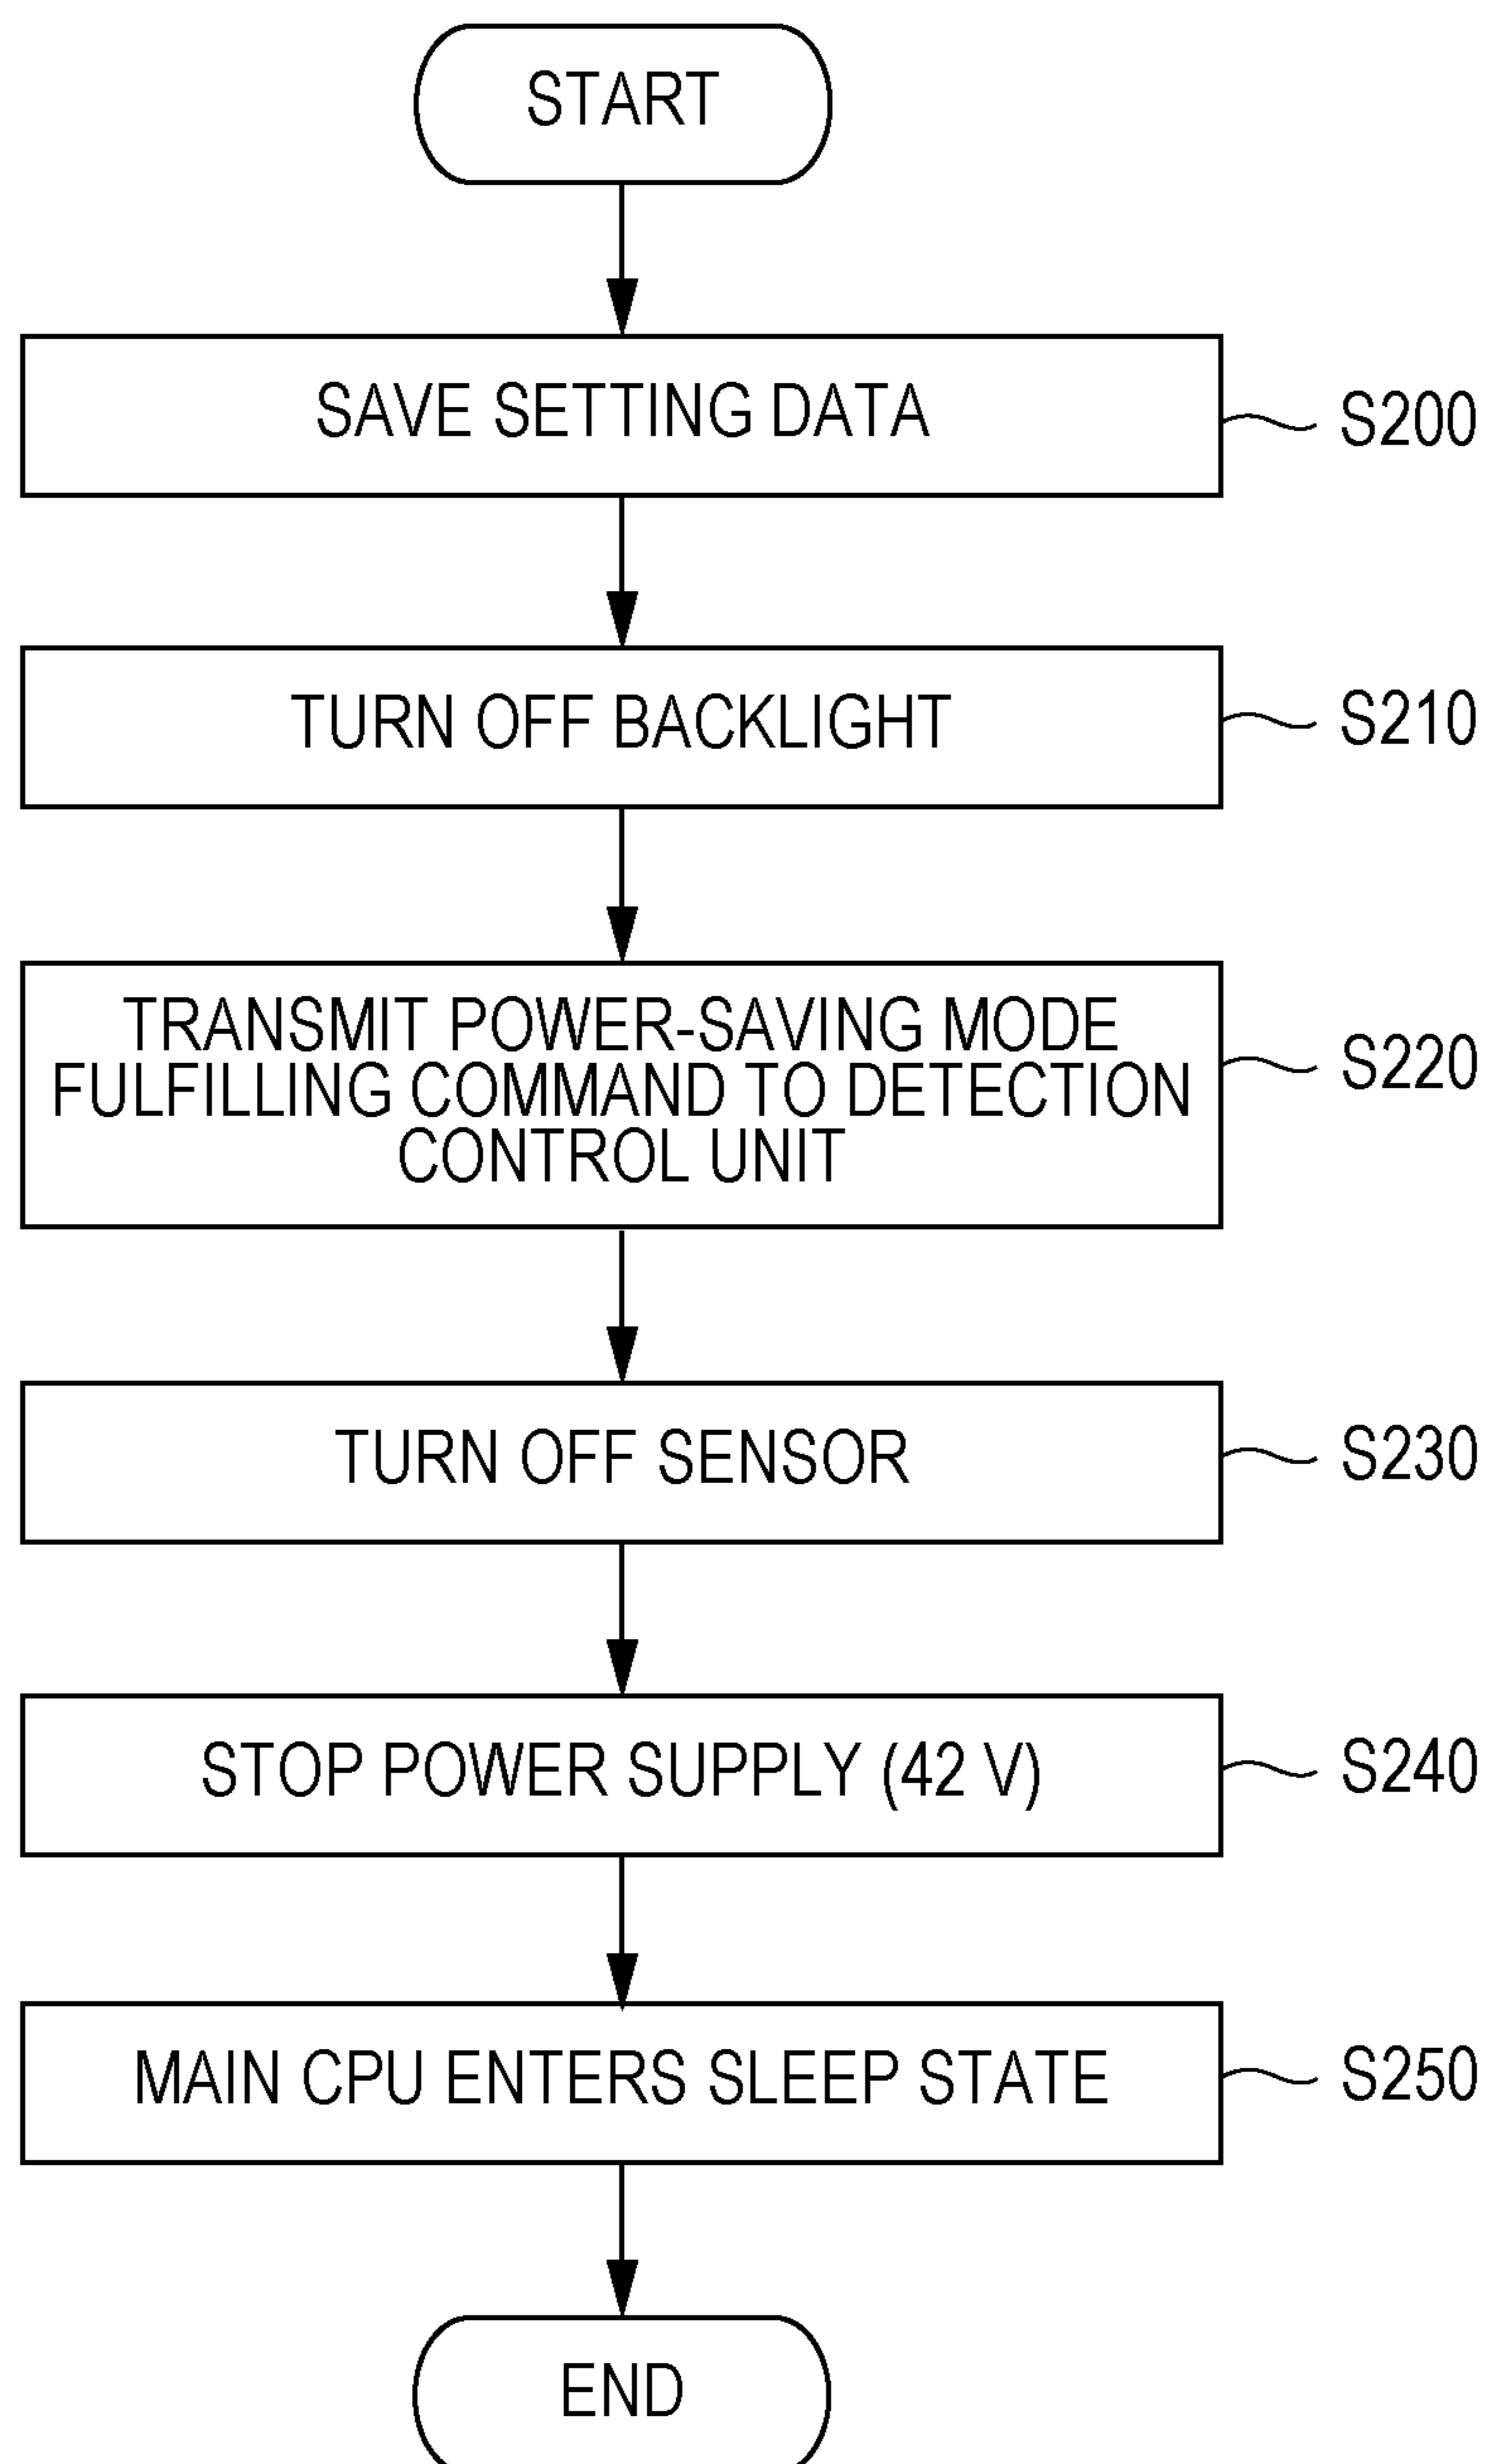 START
SAVE SETTING DATA
S200
TURN OFF BACKLIGHT
S210
TRANSMIT POWER-SAVING MODE
FULFILLING COMMAND TO DETECTION
CONTROL UNIT
S220
TURN OFF SENSOR
S230
STOP POWER SUPPLY (42 V)
S240
MAIN CPU ENTERS SLEEP STATE
S250
END